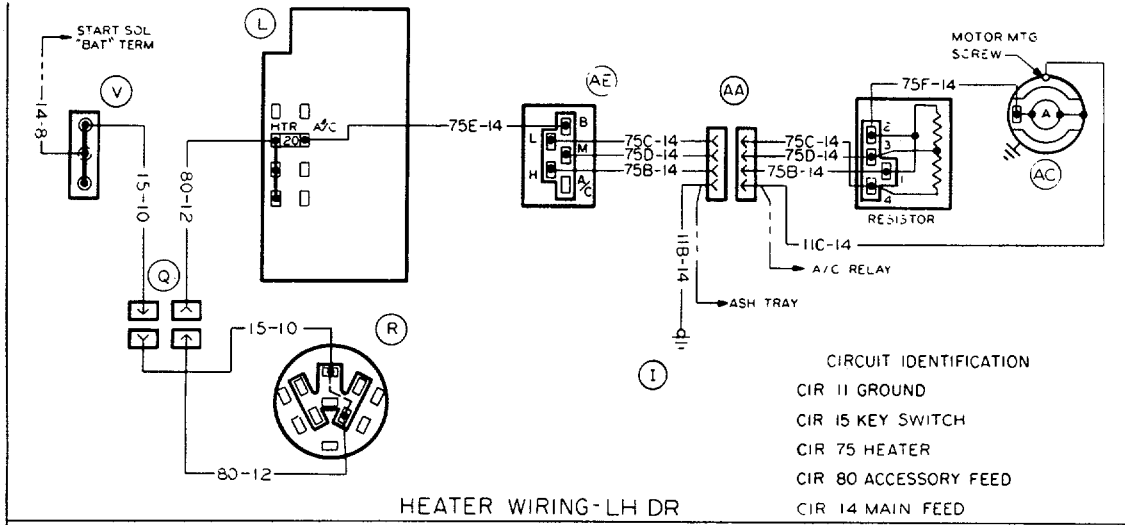 START SOL
"BAT" TERM
14-8
V
15-10
80-12
Q
L
HTR
A/C
20
75E-14
AE
B
L
M
H
A/C
75C-14
75D-14
75B-14
AA
75C-14
75D-14
75B-14
11B-14
ASH TRAY
A/C RELAY
11C-14
MOTOR MTG
SCREW
75F-14
2
3
1
4
RESISTOR
A
AC
15-10
R
80-12
I
CIRCUIT IDENTIFICATION
CIR 11 GROUND
CIR 15 KEY SWITCH
CIR 75 HEATER
CIR 80 ACCESSORY FEED
CIR 14 MAIN FEED
HEATER WIRING-LH DR